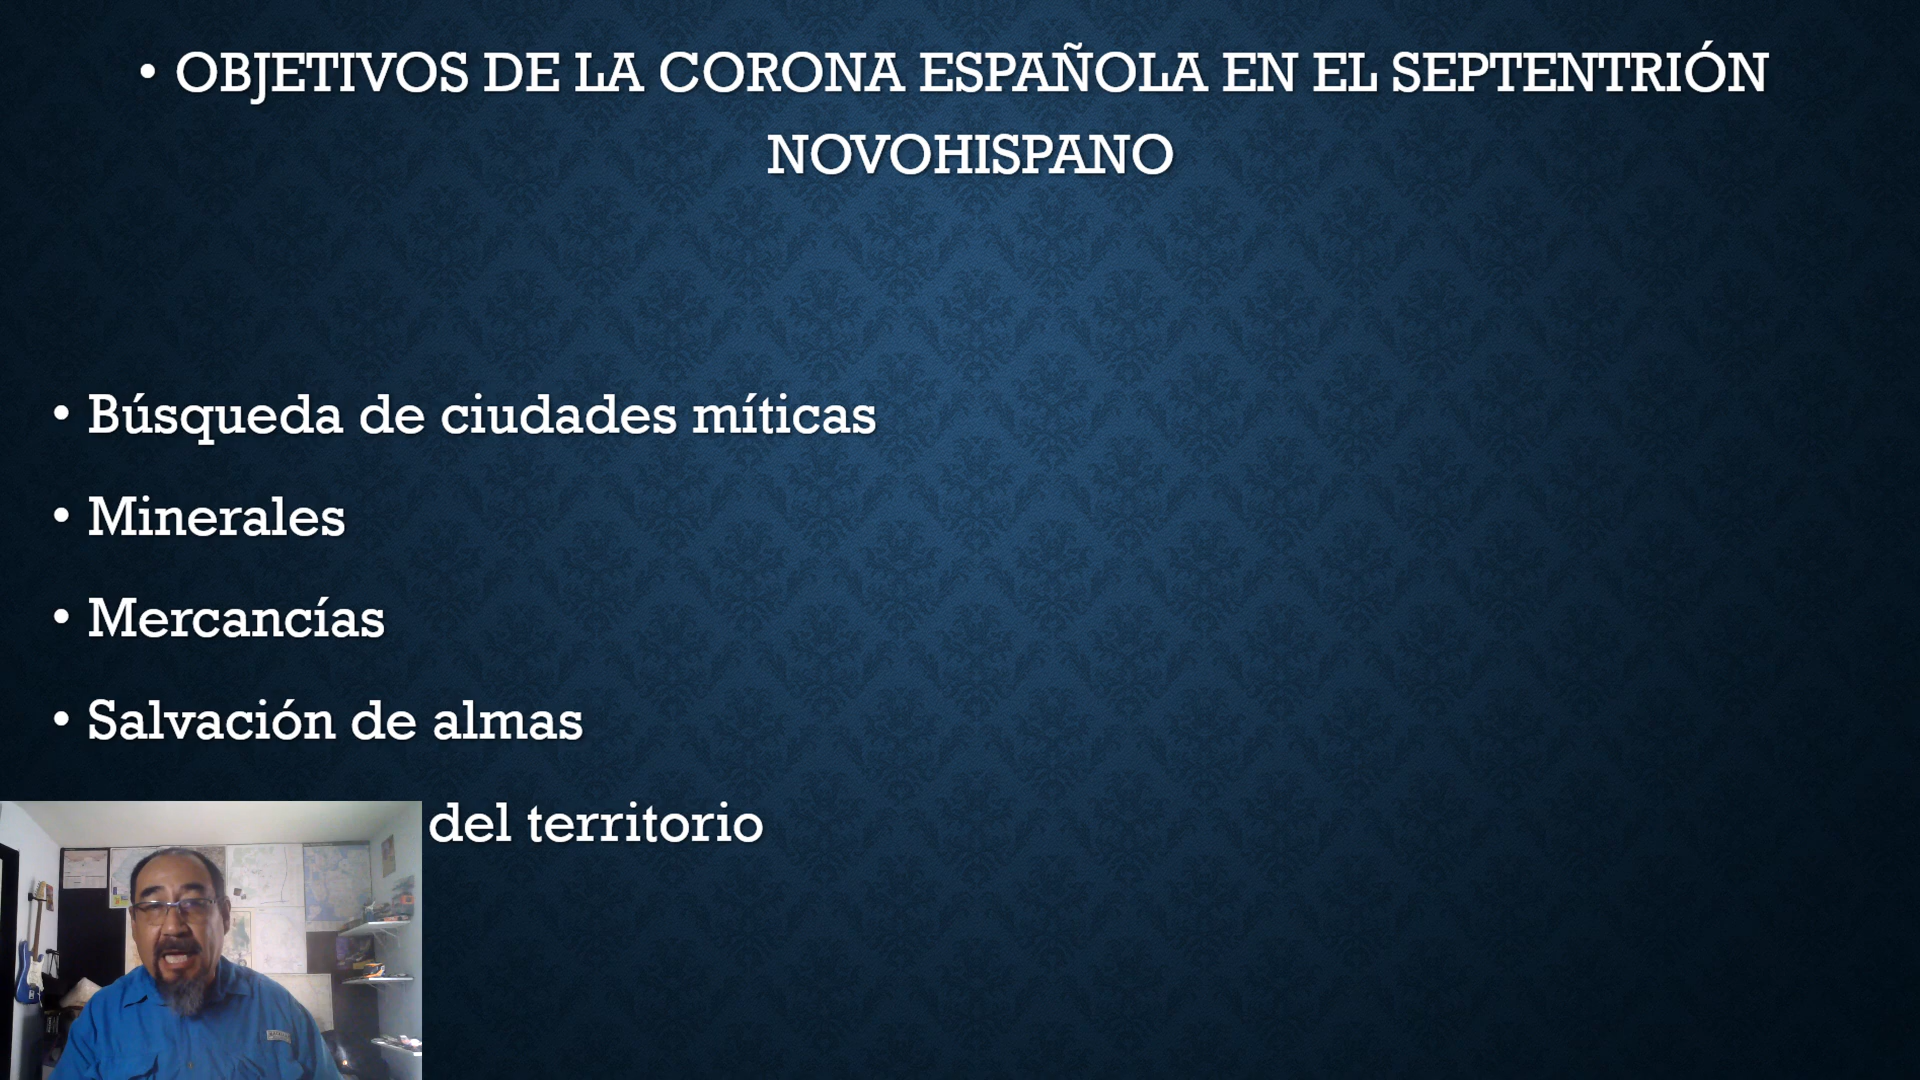 • OBJETIVOS DE LA CORONA ESPAÑOLA EN EL SEPTENTRIÓN
NOVOHISPANO
• Búsqueda de ciudades míticas
• Minerales
• Mercancías
• Salvación de almas
del territorio